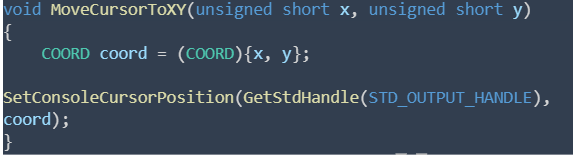 void MoveCursorToXY(unsigned short x, unsigned short y)
{
    COORD coord = (COORD){x, y};

SetConsoleCursorPosition(GetStdHandle(STD_OUTPUT_HANDLE),
coord);
}